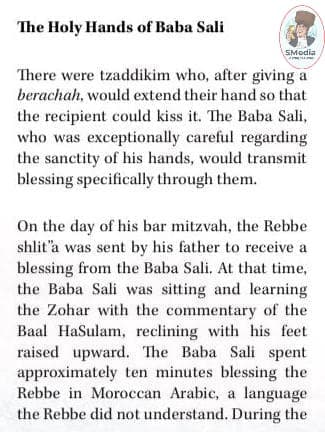 The Holy Hands of Baba Sali
SMedia
There were tzaddikim who, after giving a
berachah, would extend their hand so that
the recipient could kiss it. The Baba Sali,
who was exceptionally careful regarding
the sanctity of his hands, would transmit
blessing specifically through them.
On the day of his bar mitzvah, the Rebbe
shlit"a was sent by his father to receive a
blessing from the Baba Sali. At that time,
the Baba Sali was sitting and learning
the Zohar with the commentary of the
Baal HaSulam, reclining with his feet
raised upward. The Baba Sali spent
approximately ten minutes blessing the
Rebbe in Moroccan Arabic, a language
the Rebbe did not understand. During the